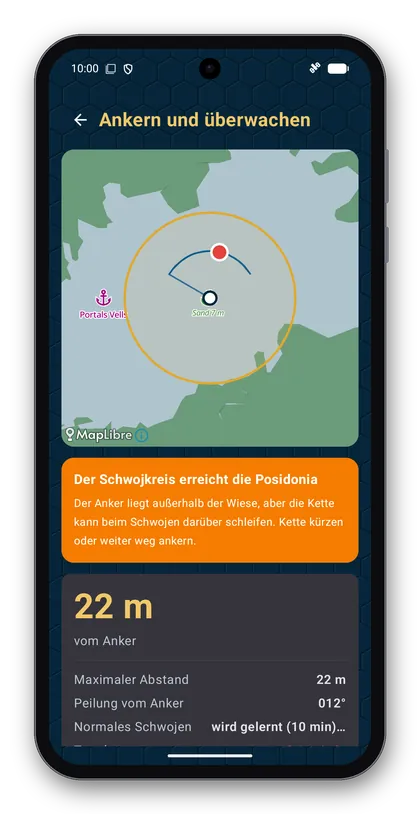 10:00
Ankern und überwachen
Portals Vells
Sand 7 m
MapLibre
Der Schwojkreis erreicht die Posidonia
Der Anker liegt außerhalb der Wiese, aber die Kette
kann beim Schwojen darüber schleifen. Kette kürzen
oder weiter weg ankern.
22 m
vom Anker
Maximaler Abstand 22 m
Peilung vom Anker 012°
Normales Schwojen wird gelernt (10 min)…